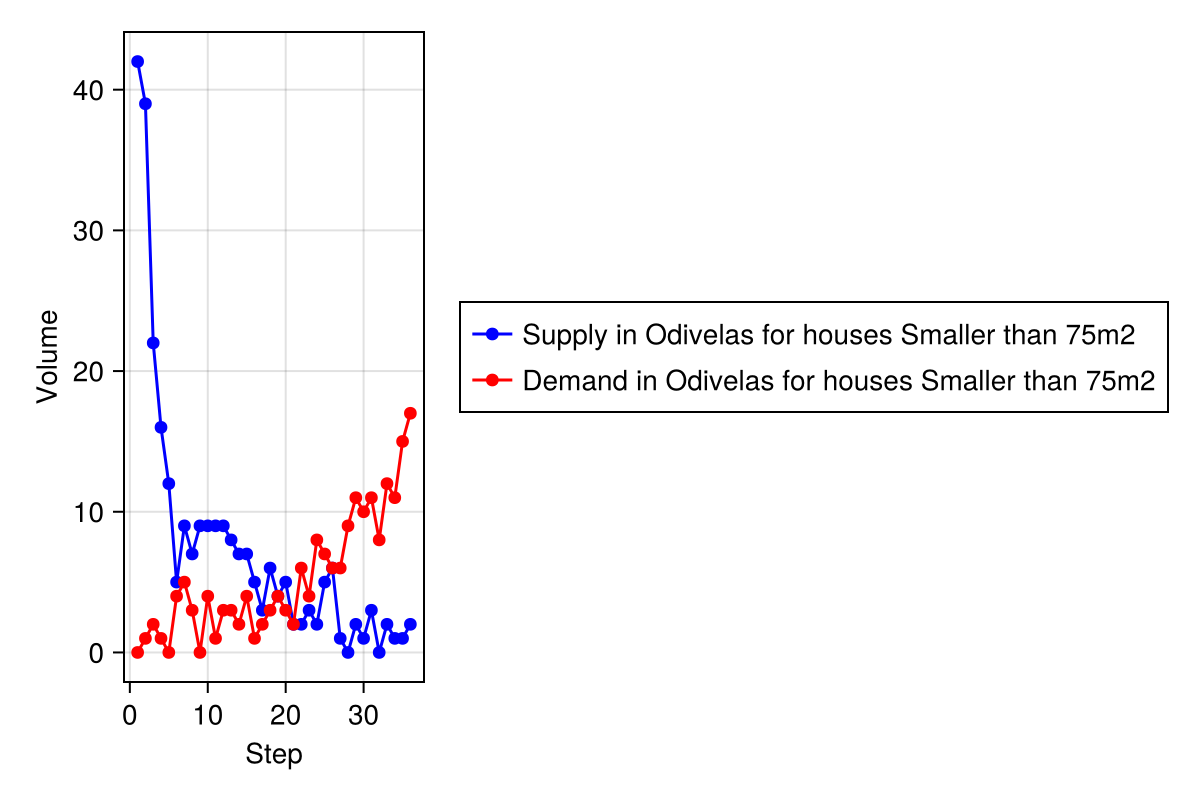 40
30
20
10
0
Volume
0 10 20 30
Step
Supply in Odivelas for houses Smaller than 75m2
Demand in Odivelas for houses Smaller than 75m2